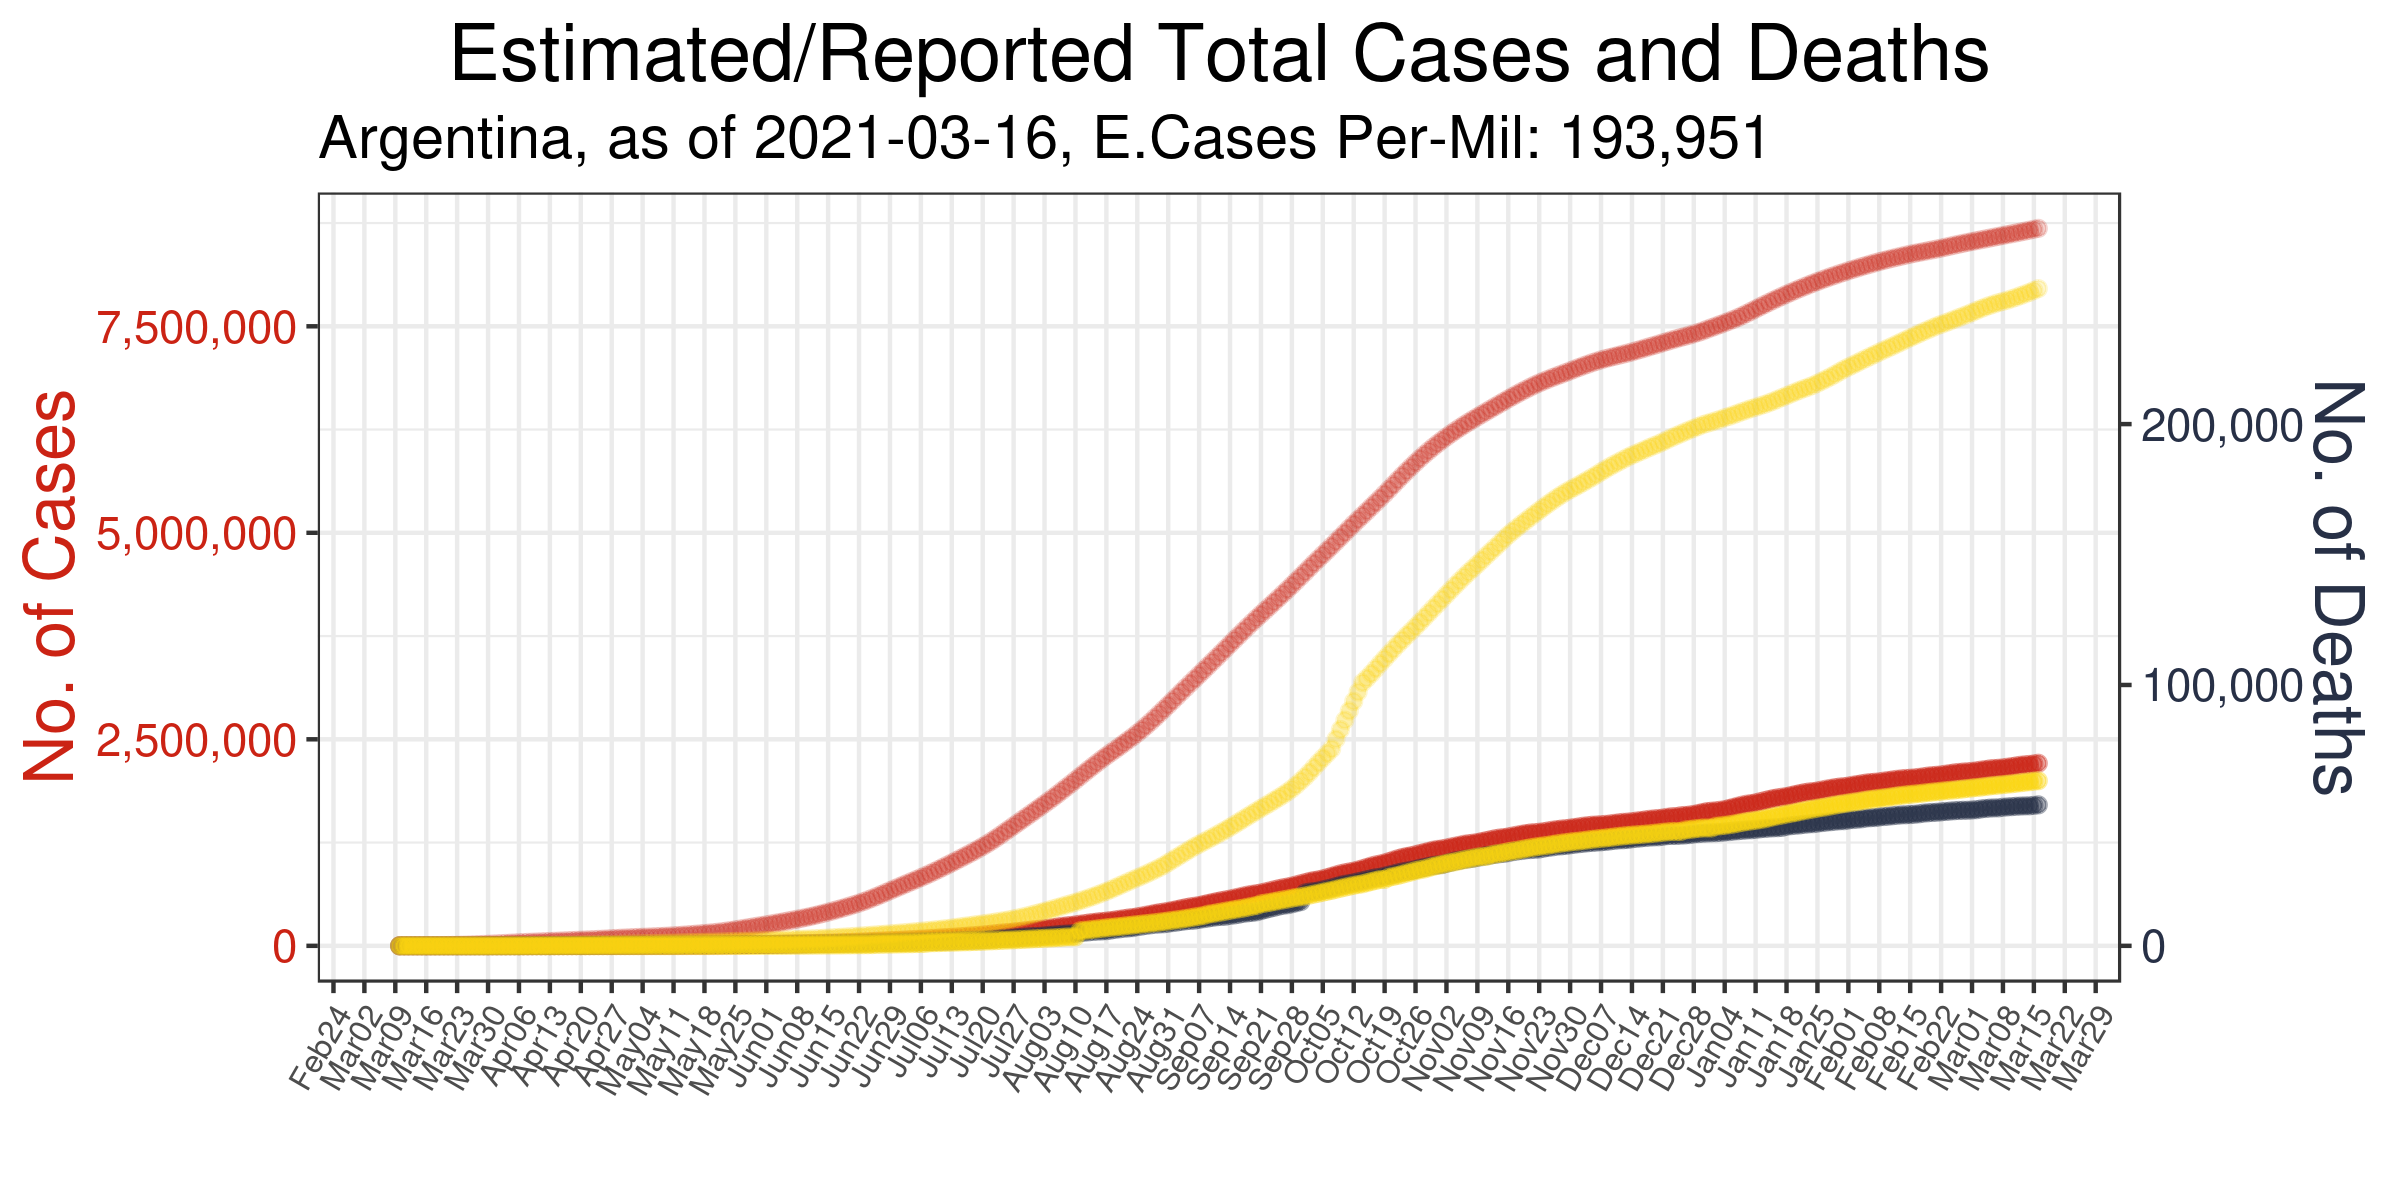 Estimated/Reported Total Cases and Deaths
Argentina, as of 2021-03-16, E.Cases Per-Mil: 193,951
No. of Cases
7,500,000
5,000,000
2,500,000
0
No. of Deaths
200,000
100,000
0
Feb24
Mar02
Mar09
Mar16
Mar23
Mar30
Apr06
Apr13
Apr20
Apr27
May04
May11
May18
May25
Jun01
Jun08
Jun15
Jun22
Jun29
Jul06
Jul13
Jul20
Jul27
Aug03
Aug10
Aug17
Aug24
Aug31
Sep07
Sep14
Sep21
Sep28
Oct05
Oct12
Oct19
Oct26
Nov02
Nov09
Nov16
Nov23
Nov30
Dec07
Dec14
Dec21
Dec28
Jan04
Jan11
Jan18
Jan25
Feb01
Feb08
Feb15
Feb22
Mar01
Mar08
Mar15
Mar22
Mar29